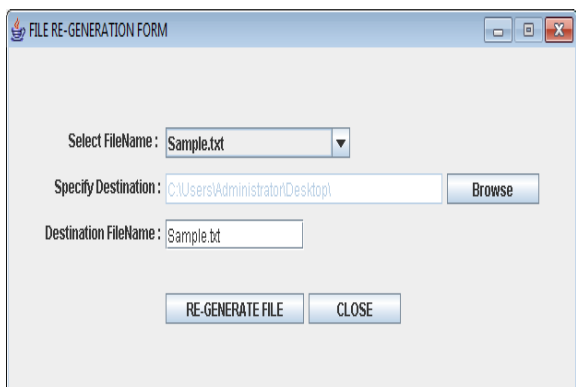 FILE RE-GENERATION FORM
Select FileName : Sample.txt
Specify Destination : C:\Users\Administrator\Desktop\ Browse
Destination FileName : Sample.txt
RE-GENERATE FILE CLOSE